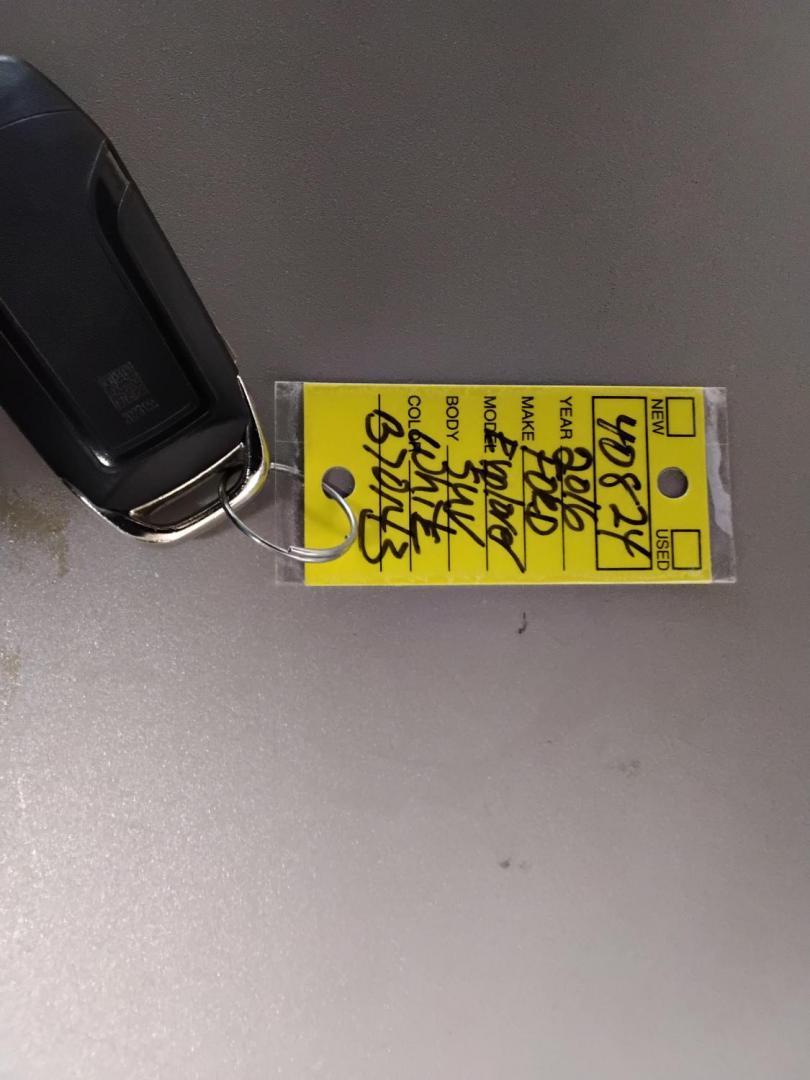 NEW USED
40824
YEAR 2016
MAKE FORD
MODEL Explorer
BODY SUV
COLOR WhitE